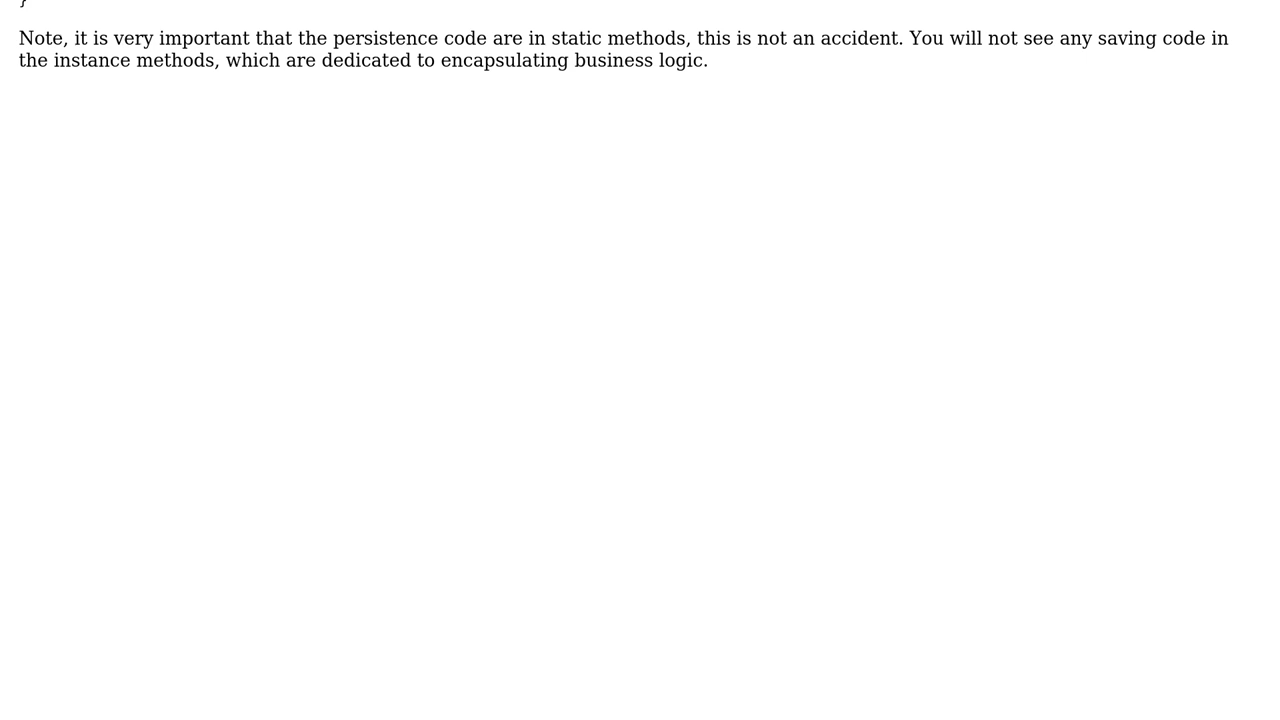 }
Note, it is very important that the persistence code are in static methods, this is not an accident. You will not see any saving code in
the instance methods, which are dedicated to encapsulating business logic.